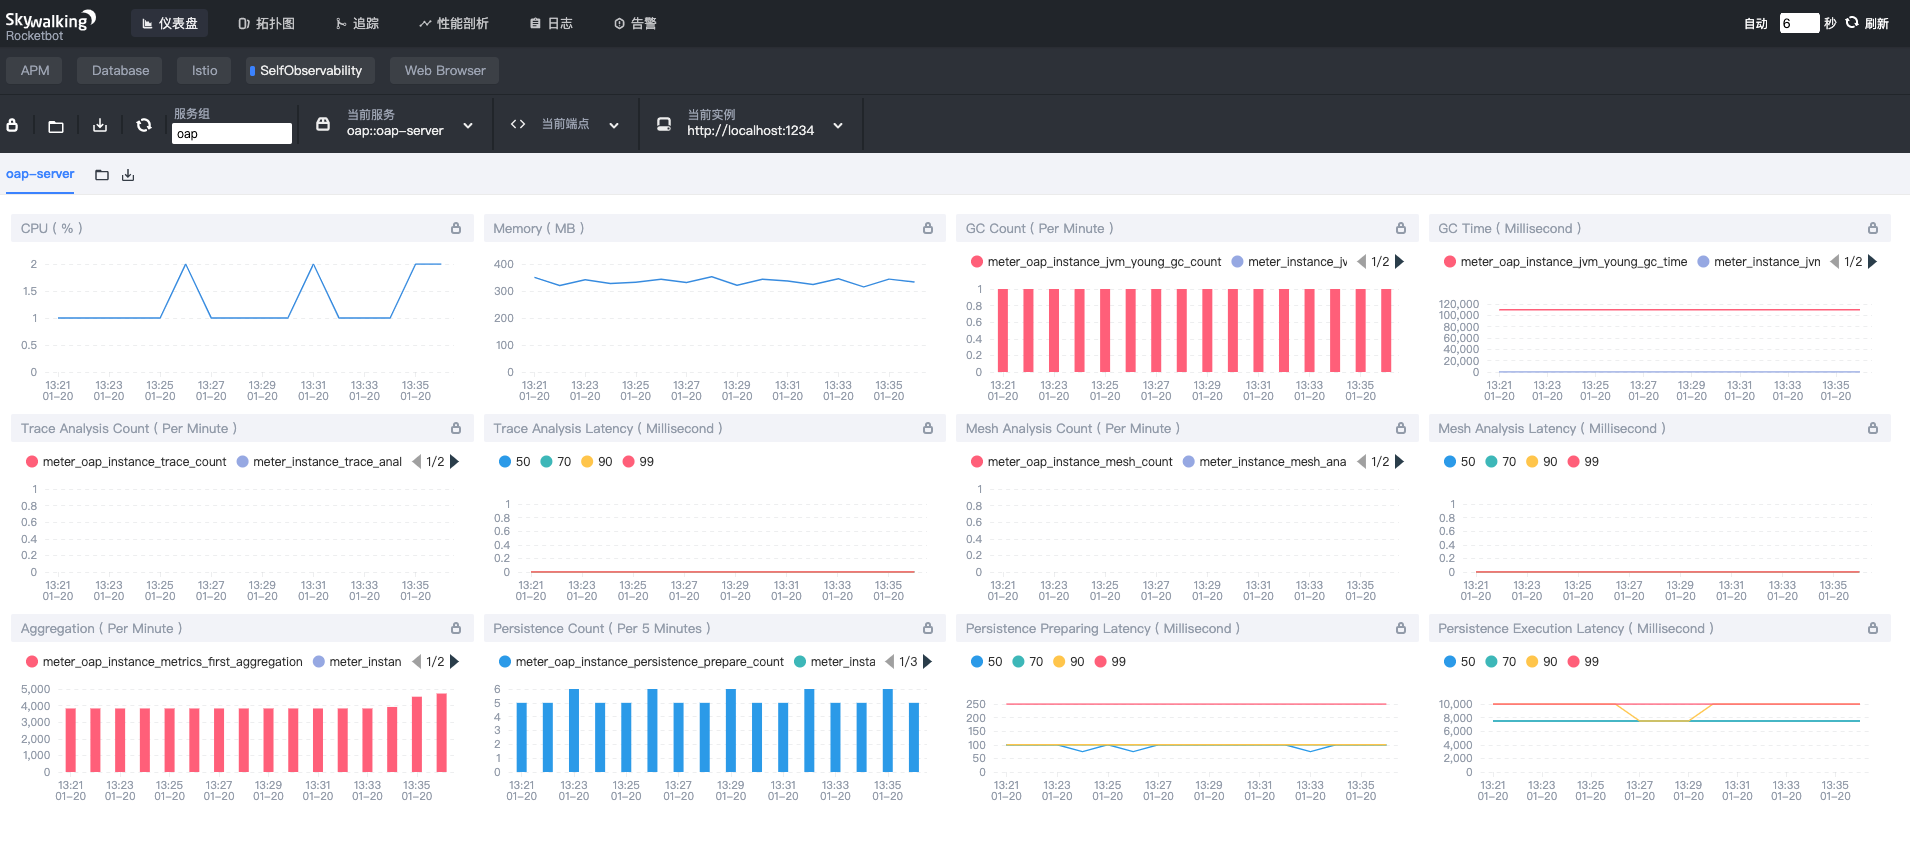 Skywalking
Rocketbot
仪表盘
拓扑图
追踪
性能剖析
日志
告警
自动 6 秒 刷新
APM
Database
Istio
SelfObservability
Web Browser
服务组
oap
当前服务
oap::oap-server
当前端点
当前实例
http://localhost:1234
oap-server
CPU ( % )
2
1.5
1
0.5
0
13:21 13:23 13:25 13:27 13:29 13:31 13:33 13:35
01-20 01-20 01-20 01-20 01-20 01-20 01-20 01-20
Memory ( MB )
400
300
200
100
0
13:21 13:23 13:25 13:27 13:29 13:31 13:33 13:35
01-20 01-20 01-20 01-20 01-20 01-20 01-20 01-20
GC Count ( Per Minute )
meter_oap_instance_jvm_young_gc_count meter_instance_jv 1/2
1
0.8
0.6
0.4
0.2
0
13:21 13:23 13:25 13:27 13:29 13:31 13:33 13:35
01-20 01-20 01-20 01-20 01-20 01-20 01-20 01-20
GC Time ( Millisecond )
meter_oap_instance_jvm_young_gc_time meter_instance_jvn 1/2
120,000
100,000
80,000
60,000
40,000
20,000
0
13:21 13:23 13:25 13:27 13:29 13:31 13:33 13:35
01-20 01-20 01-20 01-20 01-20 01-20 01-20 01-20
Trace Analysis Count ( Per Minute )
meter_oap_instance_trace_count meter_instance_trace_anal 1/2
1
0.8
0.6
0.4
0.2
0
13:21 13:23 13:25 13:27 13:29 13:31 13:33 13:35
01-20 01-20 01-20 01-20 01-20 01-20 01-20 01-20
Trace Analysis Latency ( Millisecond )
50 70 90 99
1
0.8
0.6
0.4
0.2
0
13:21 13:23 13:25 13:27 13:29 13:31 13:33 13:35
01-20 01-20 01-20 01-20 01-20 01-20 01-20 01-20
Mesh Analysis Count ( Per Minute )
meter_oap_instance_mesh_count meter_instance_mesh_ana 1/2
1
0.8
0.6
0.4
0.2
0
13:21 13:23 13:25 13:27 13:29 13:31 13:33 13:35
01-20 01-20 01-20 01-20 01-20 01-20 01-20 01-20
Mesh Analysis Latency ( Millisecond )
50 70 90 99
1
0.8
0.6
0.4
0.2
0
13:21 13:23 13:25 13:27 13:29 13:31 13:33 13:35
01-20 01-20 01-20 01-20 01-20 01-20 01-20 01-20
Aggregation ( Per Minute )
meter_oap_instance_metrics_first_aggregation meter_instan 1/2
5,000
4,000
3,000
2,000
1,000
0
13:21 13:23 13:25 13:27 13:29 13:31 13:33 13:35
01-20 01-20 01-20 01-20 01-20 01-20 01-20 01-20
Persistence Count ( Per 5 Minutes )
meter_oap_instance_persistence_prepare_count meter_insta 1/3
6
5
4
3
2
1
0
13:21 13:23 13:25 13:27 13:29 13:31 13:33 13:35
01-20 01-20 01-20 01-20 01-20 01-20 01-20 01-20
Persistence Preparing Latency ( Millisecond )
50 70 90 99
250
200
150
100
50
0
13:21 13:23 13:25 13:27 13:29 13:31 13:33 13:35
01-20 01-20 01-20 01-20 01-20 01-20 01-20 01-20
Persistence Execution Latency ( Millisecond )
50 70 90 99
10,000
8,000
6,000
4,000
2,000
0
13:21 13:23 13:25 13:27 13:29 13:31 13:33 13:35
01-20 01-20 01-20 01-20 01-20 01-20 01-20 01-20